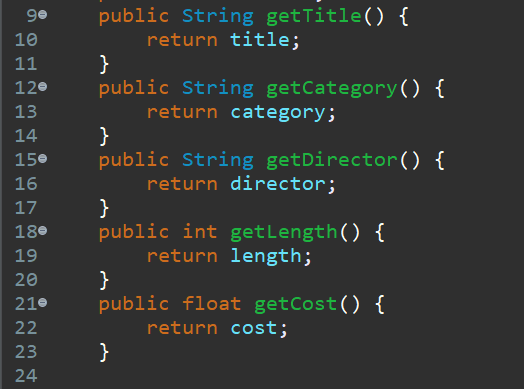 9 public String getTitle() {
10 return title;
11 }
12 public String getCategory() {
13 return category;
14 }
15 public String getDirector() {
16 return director;
17 }
18 public int getLength() {
19 return length;
20 }
21 public float getCost() {
22 return cost;
23 }
24